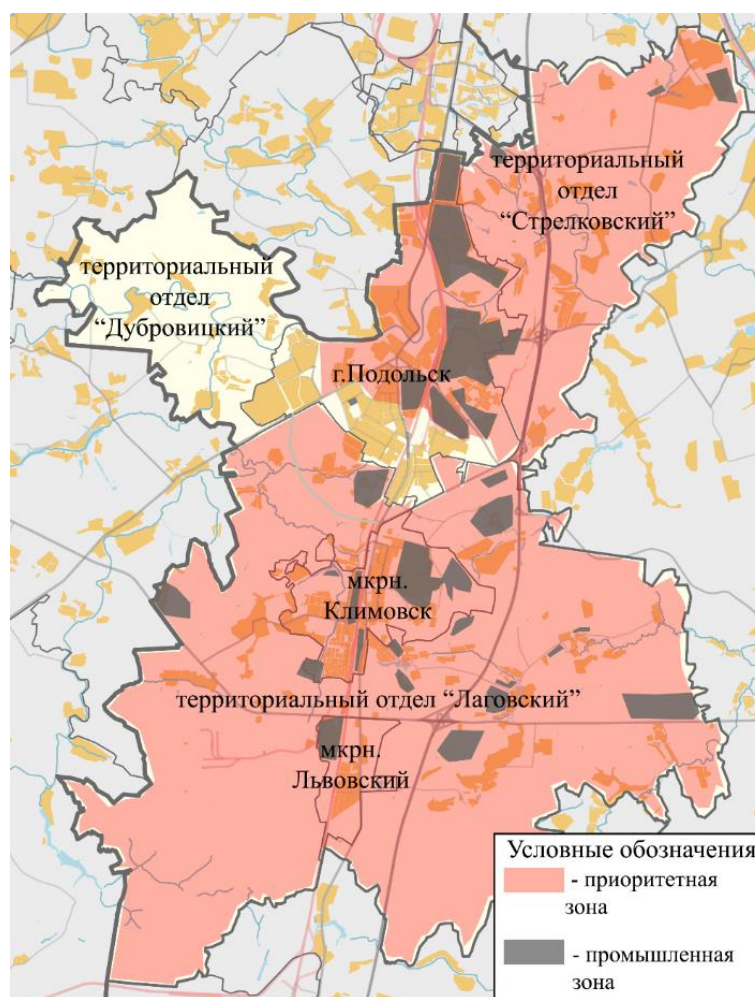 территориальный
отдел
“Стрелковский”
территориальный
отдел
“Дубровицкий”
г.Подольск
мкрн.
Климовск
территориальный отдел “Лаговский”
мкрн.
Львовский
Условные обозначения
- приоритетная
зона
- промышленная
зона